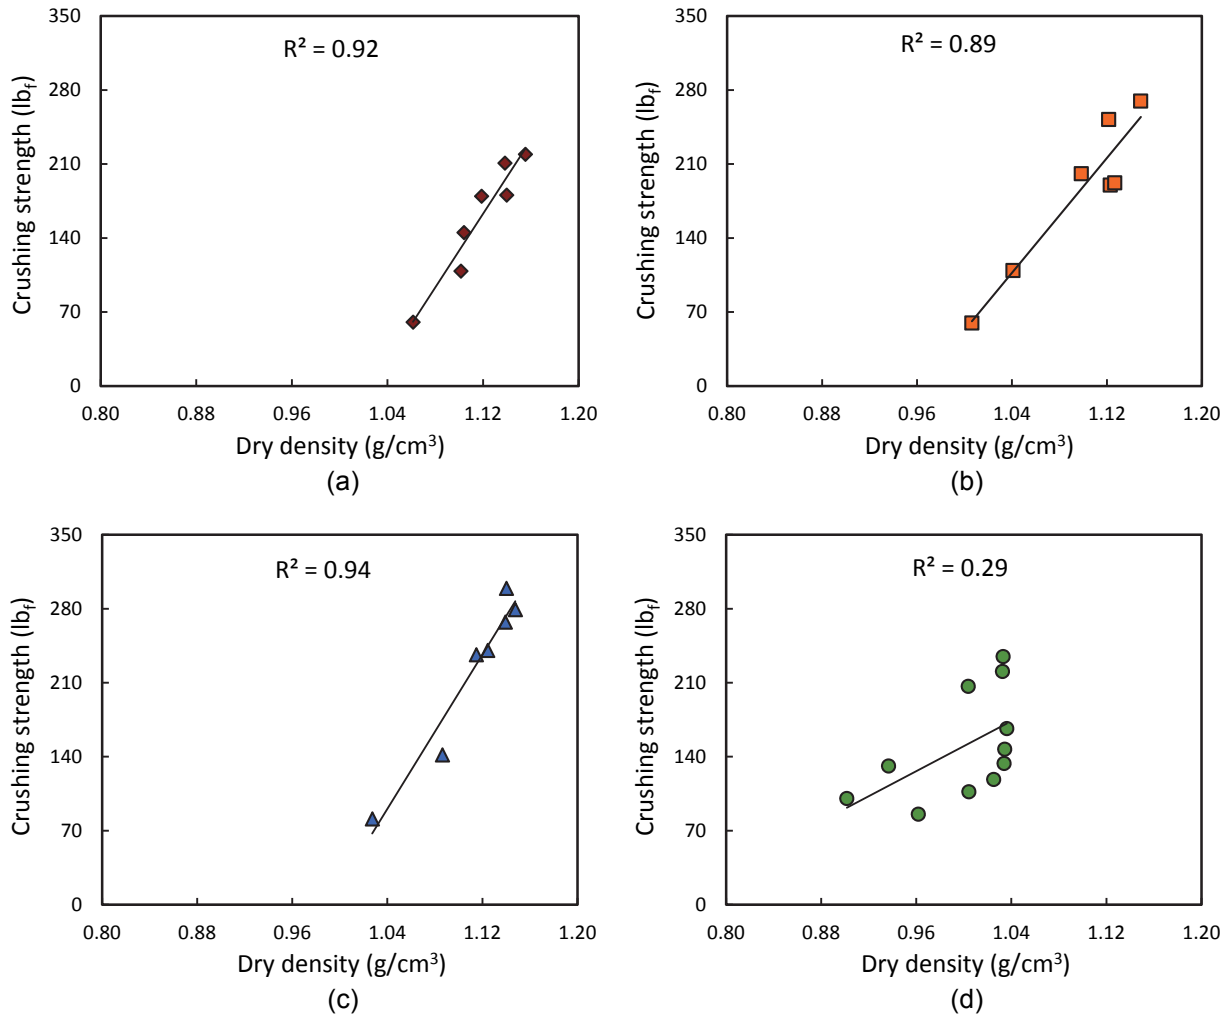 350
R² = 0.92
280
210
140
70
0
Crushing strength (lb_f)
0.80 0.88 0.96 1.04 1.12 1.20
Dry density (g/cm³)
(a)
350
R² = 0.89
280
210
140
70
0
Crushing strength (lb_f)
0.80 0.88 0.96 1.04 1.12 1.20
Dry density (g/cm³)
(b)
350
R² = 0.94
280
210
140
70
0
Crushing strength (lb_f)
0.80 0.88 0.96 1.04 1.12 1.20
Dry density (g/cm³)
(c)
350
R² = 0.29
280
210
140
70
0
Crushing strength (lb_f)
0.80 0.88 0.96 1.04 1.12 1.20
Dry density (g/cm³)
(d)